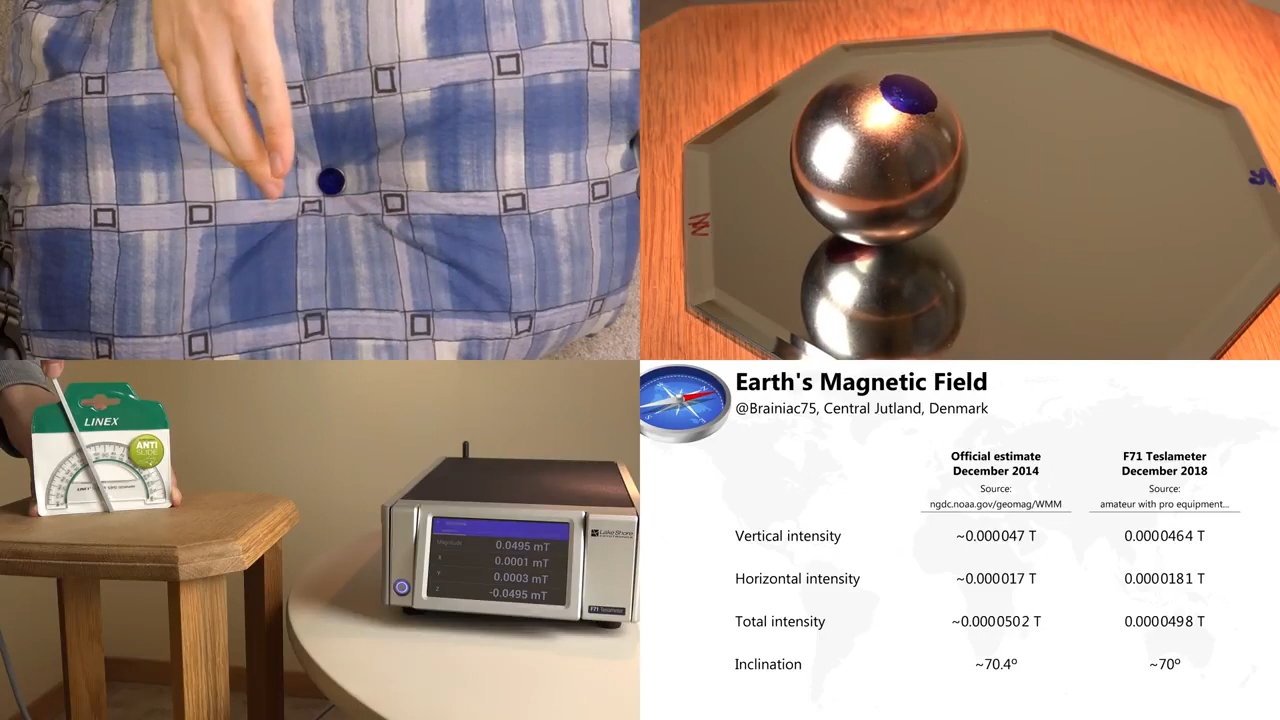 LINEX
ANTI
SLIDE
Magnitude
0.0495 mT
X
0.0001 mT
Y
0.0003 mT
Z
-0.0495 mT
Lake Shore
F71 Teslameter
Earth's Magnetic Field
@Brainiac75, Central Jutland, Denmark
Official estimate
December 2014
Source:
ngdc.noaa.gov/geomag/WMM
F71 Teslameter
December 2018
Source:
amateur with pro equipment...
Vertical intensity ~0.000047 T 0.0000464 T
Horizontal intensity ~0.000017 T 0.0000181 T
Total intensity ~0.0000502 T 0.0000498 T
Inclination ~70.4º ~70º